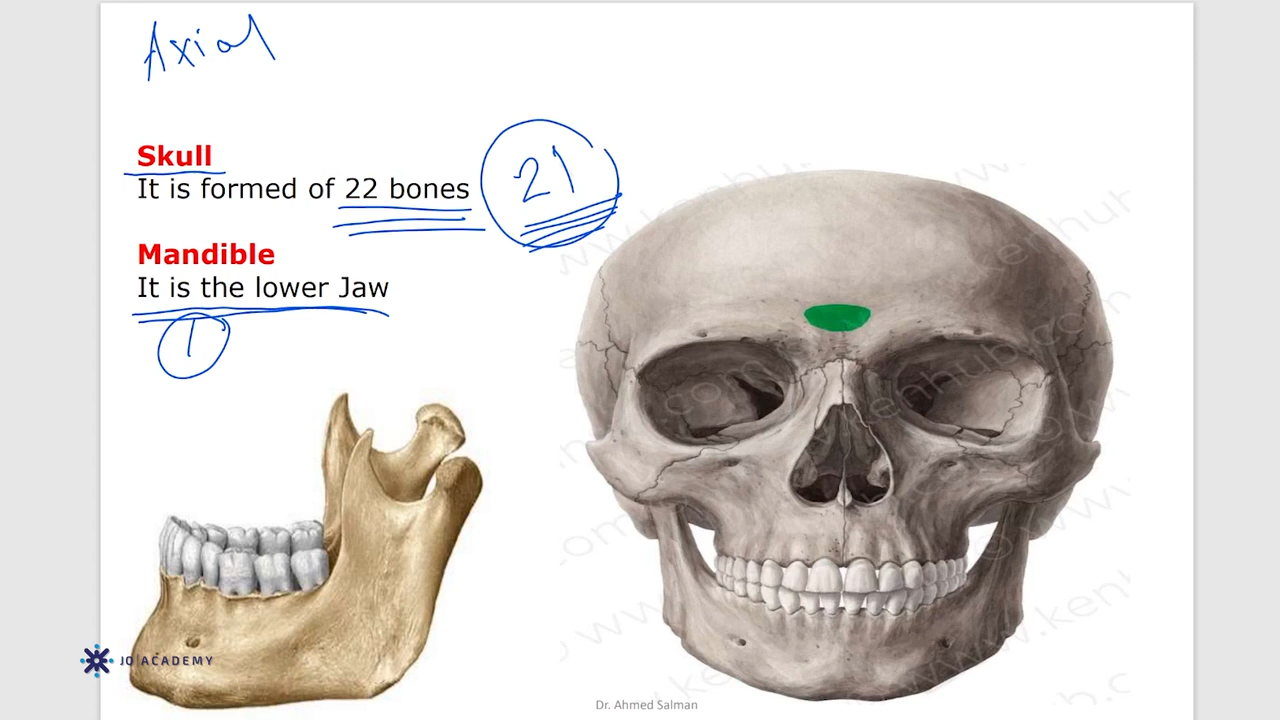 Axial
Skull
It is formed of 22 bones
21
Mandible
It is the lower Jaw
1
JO ACADEMY
Dr. Ahmed Salman